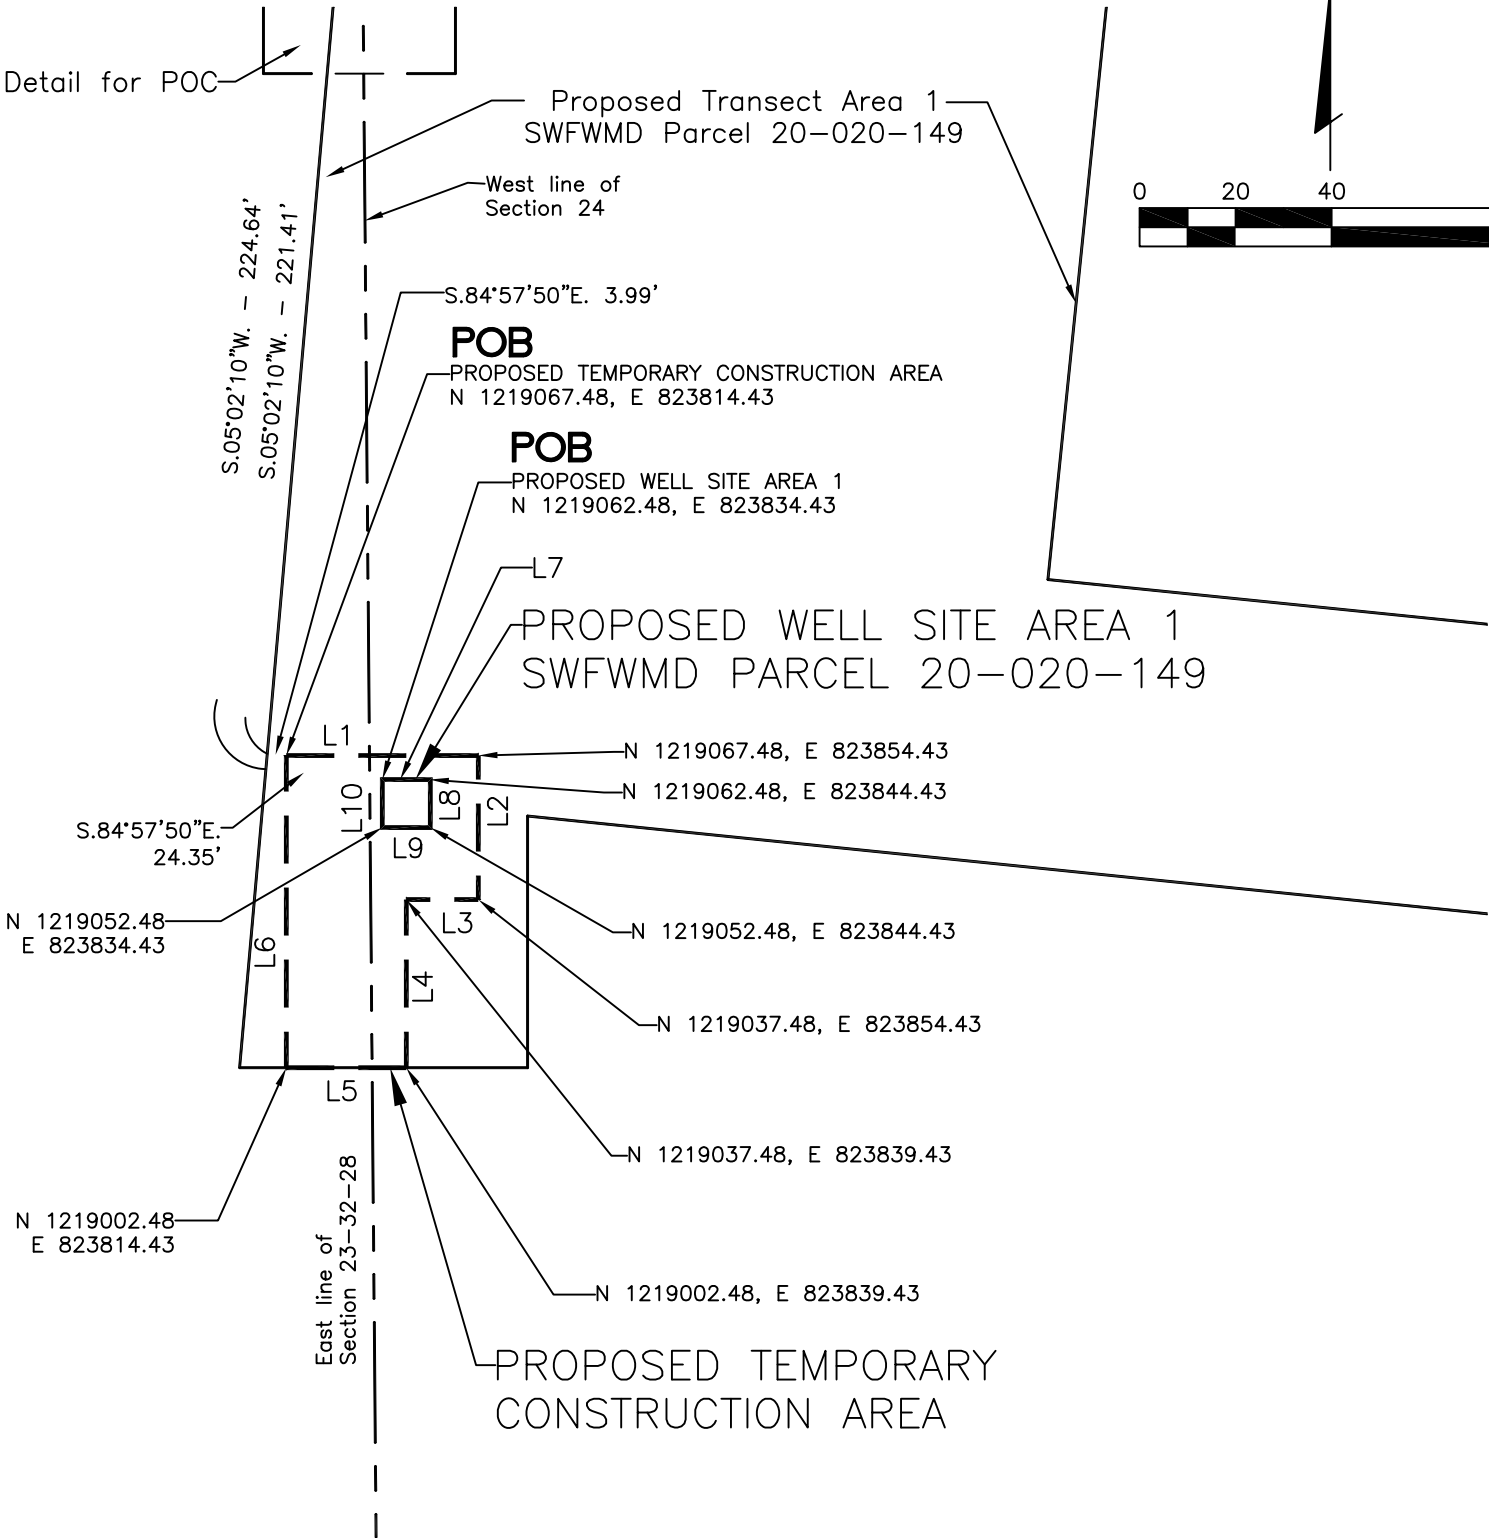 Detail for POC
Proposed Transect Area 1
SWFWMD Parcel 20-020-149
West line of
Section 24
0 20 40
S.05°02'10"W. - 224.64'
S.05°02'10"W. - 221.41'
S.84°57'50"E. 3.99'
POB
PROPOSED TEMPORARY CONSTRUCTION AREA
N 1219067.48, E 823814.43
POB
PROPOSED WELL SITE AREA 1
N 1219062.48, E 823834.43
L7
PROPOSED WELL SITE AREA 1
SWFWMD PARCEL 20-020-149
L1
N 1219067.48, E 823854.43
N 1219062.48, E 823844.43
L10
L8
L2
S.84°57'50"E.
24.35'
L9
N 1219052.48
E 823834.43
L3
N 1219052.48, E 823844.43
L6
L4
N 1219037.48, E 823854.43
L5
N 1219037.48, E 823839.43
N 1219002.48
E 823814.43
East line of
Section 23-32-28
N 1219002.48, E 823839.43
PROPOSED TEMPORARY
CONSTRUCTION AREA